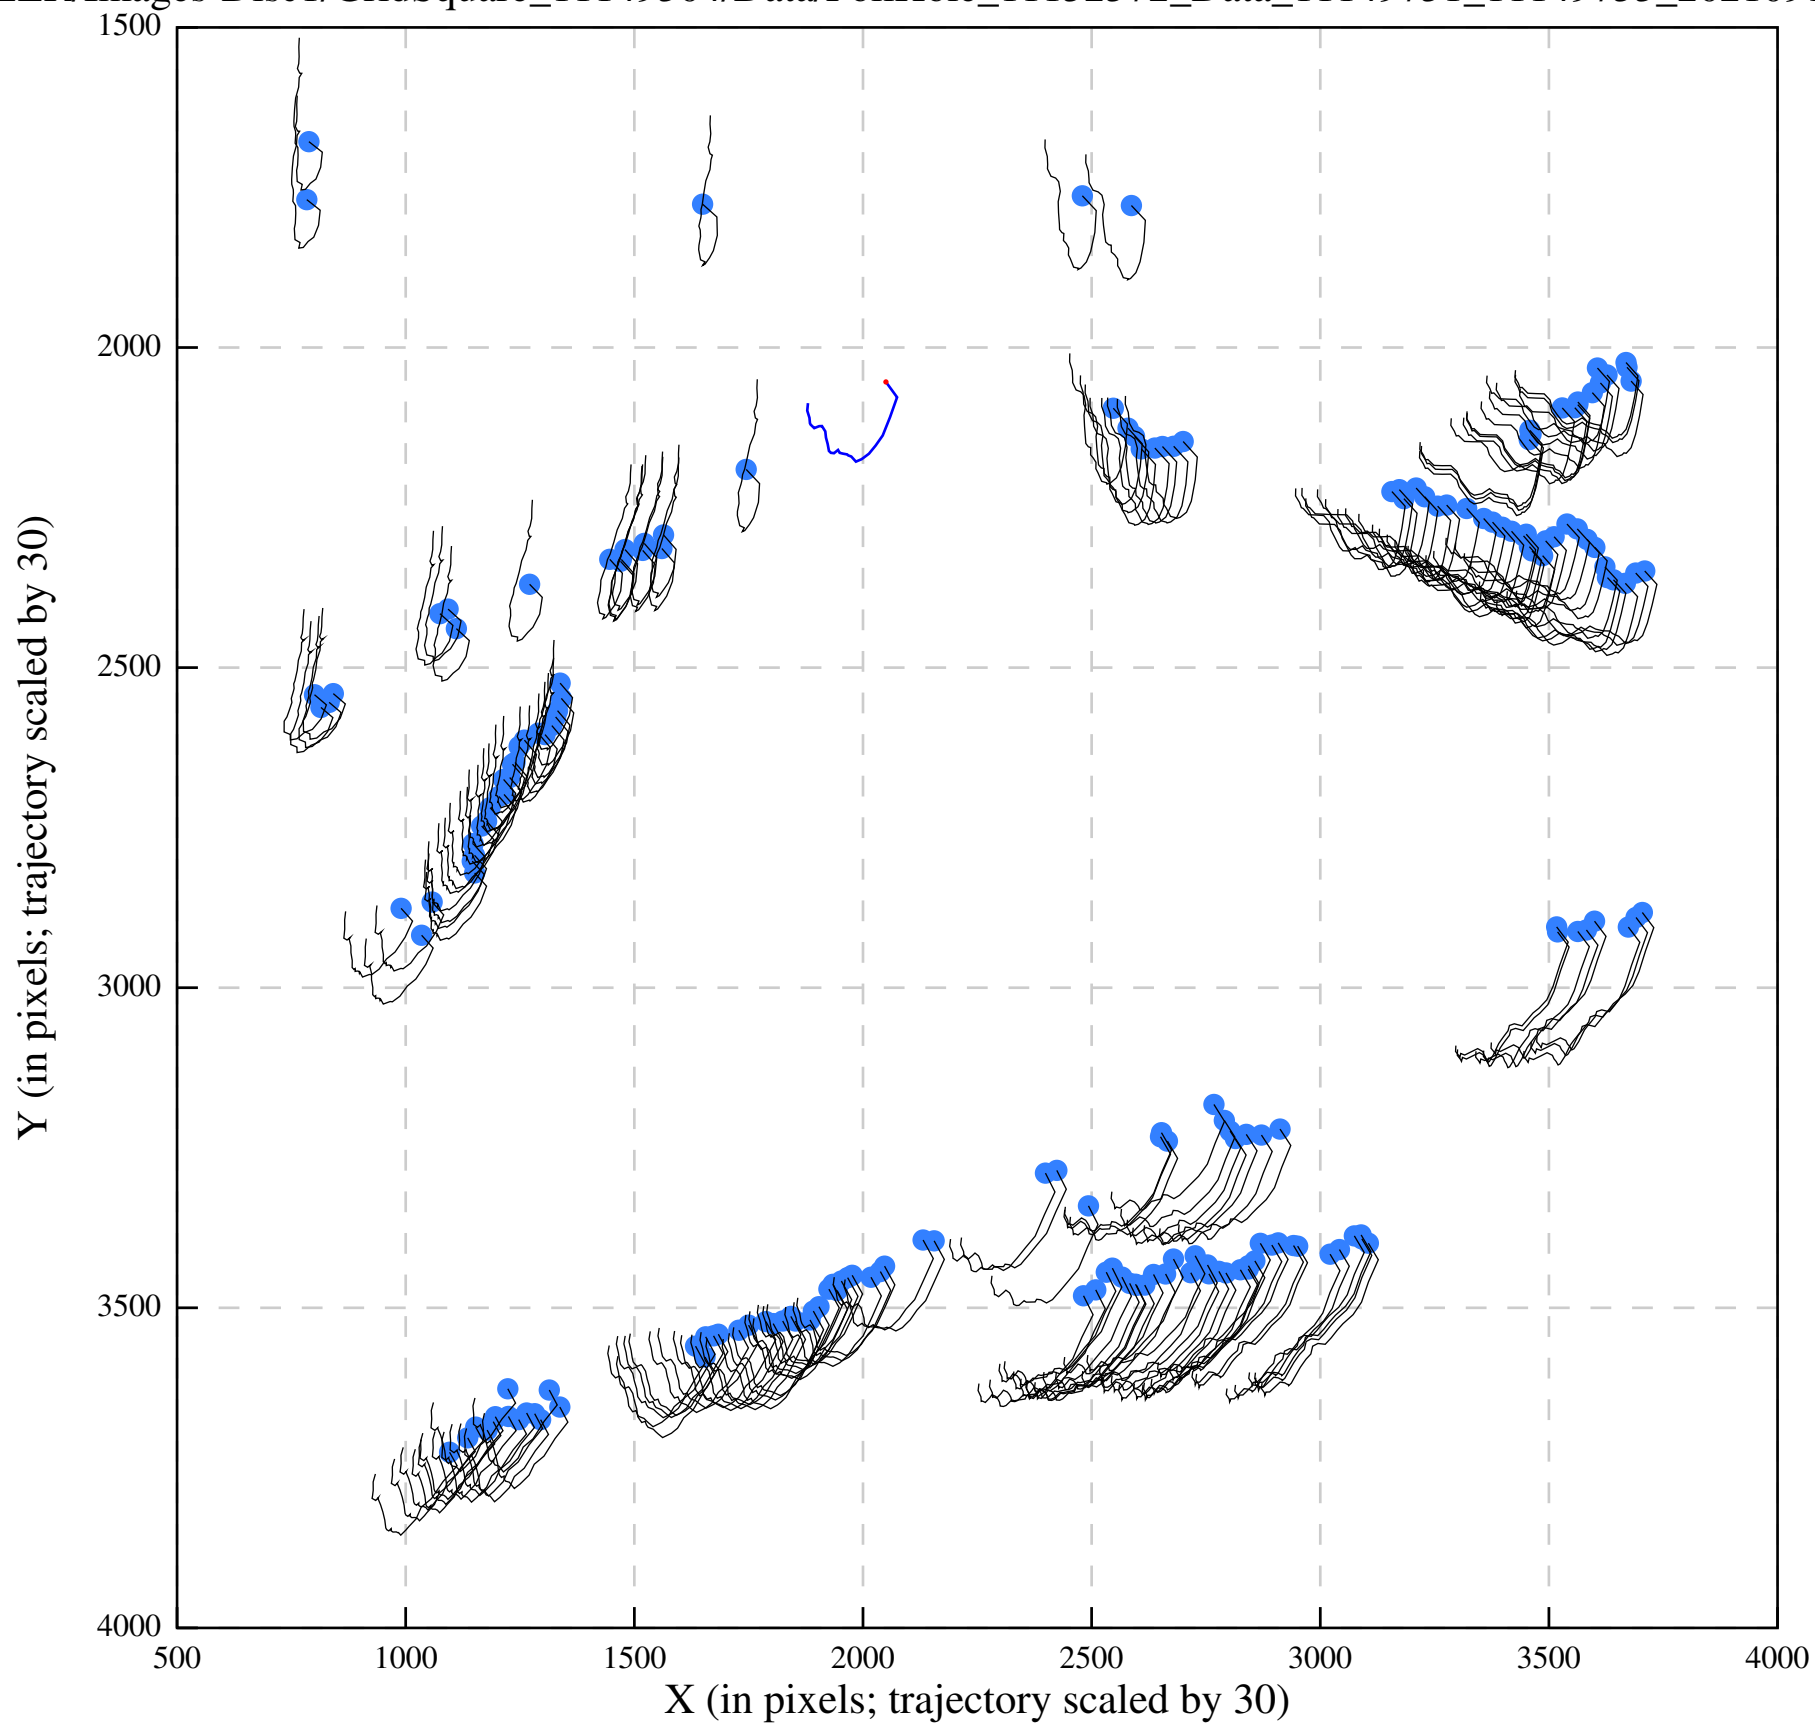 1500
2000
2500
3000
3500
4000
500 1000 1500 2000 2500 3000 3500 4000
X (in pixels; trajectory scaled by 30)
Y (in pixels; trajectory scaled by 30)